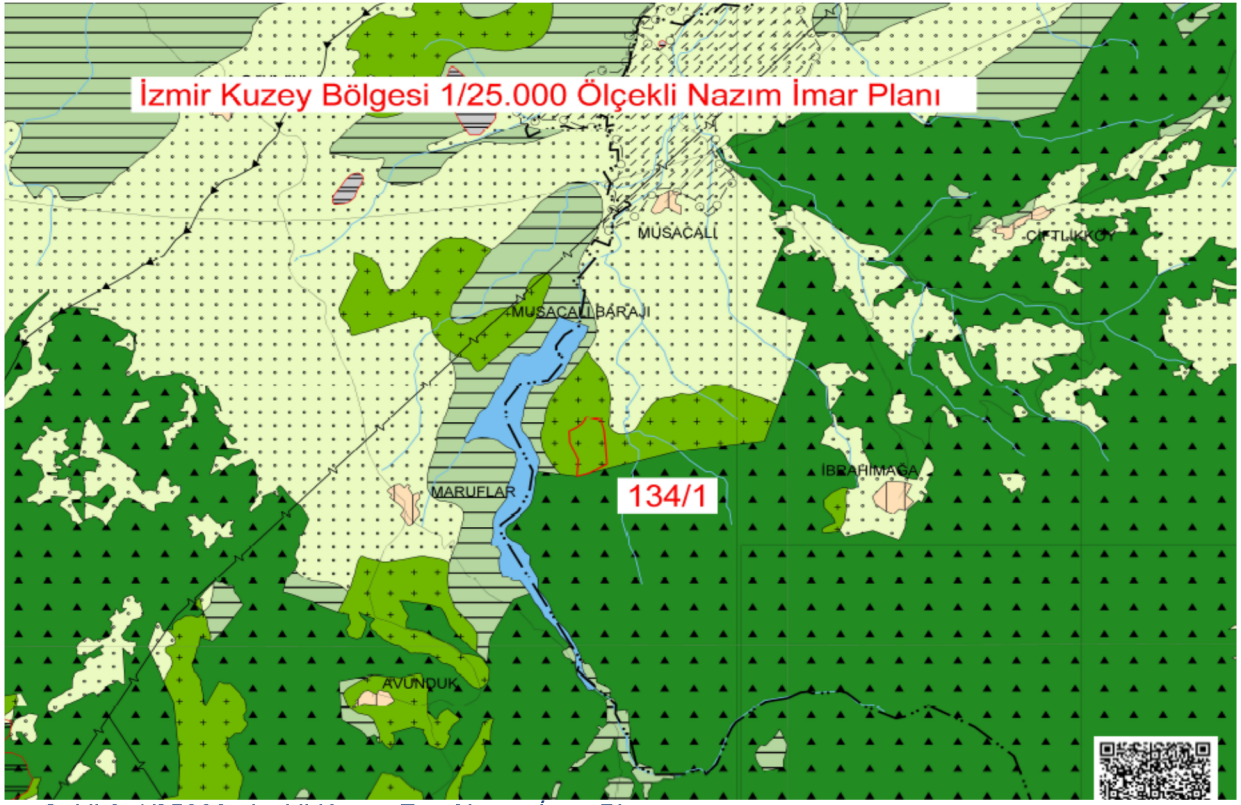 İzmir Kuzey Bölgesi 1/25.000 Ölçekli Nazım İmar Planı
MUSACALI
ÇİFTLİKKÖY
MUSACALI BARAJI
İBRAHİMAĞA
MARUFLAR
134/1
AVUNDUK